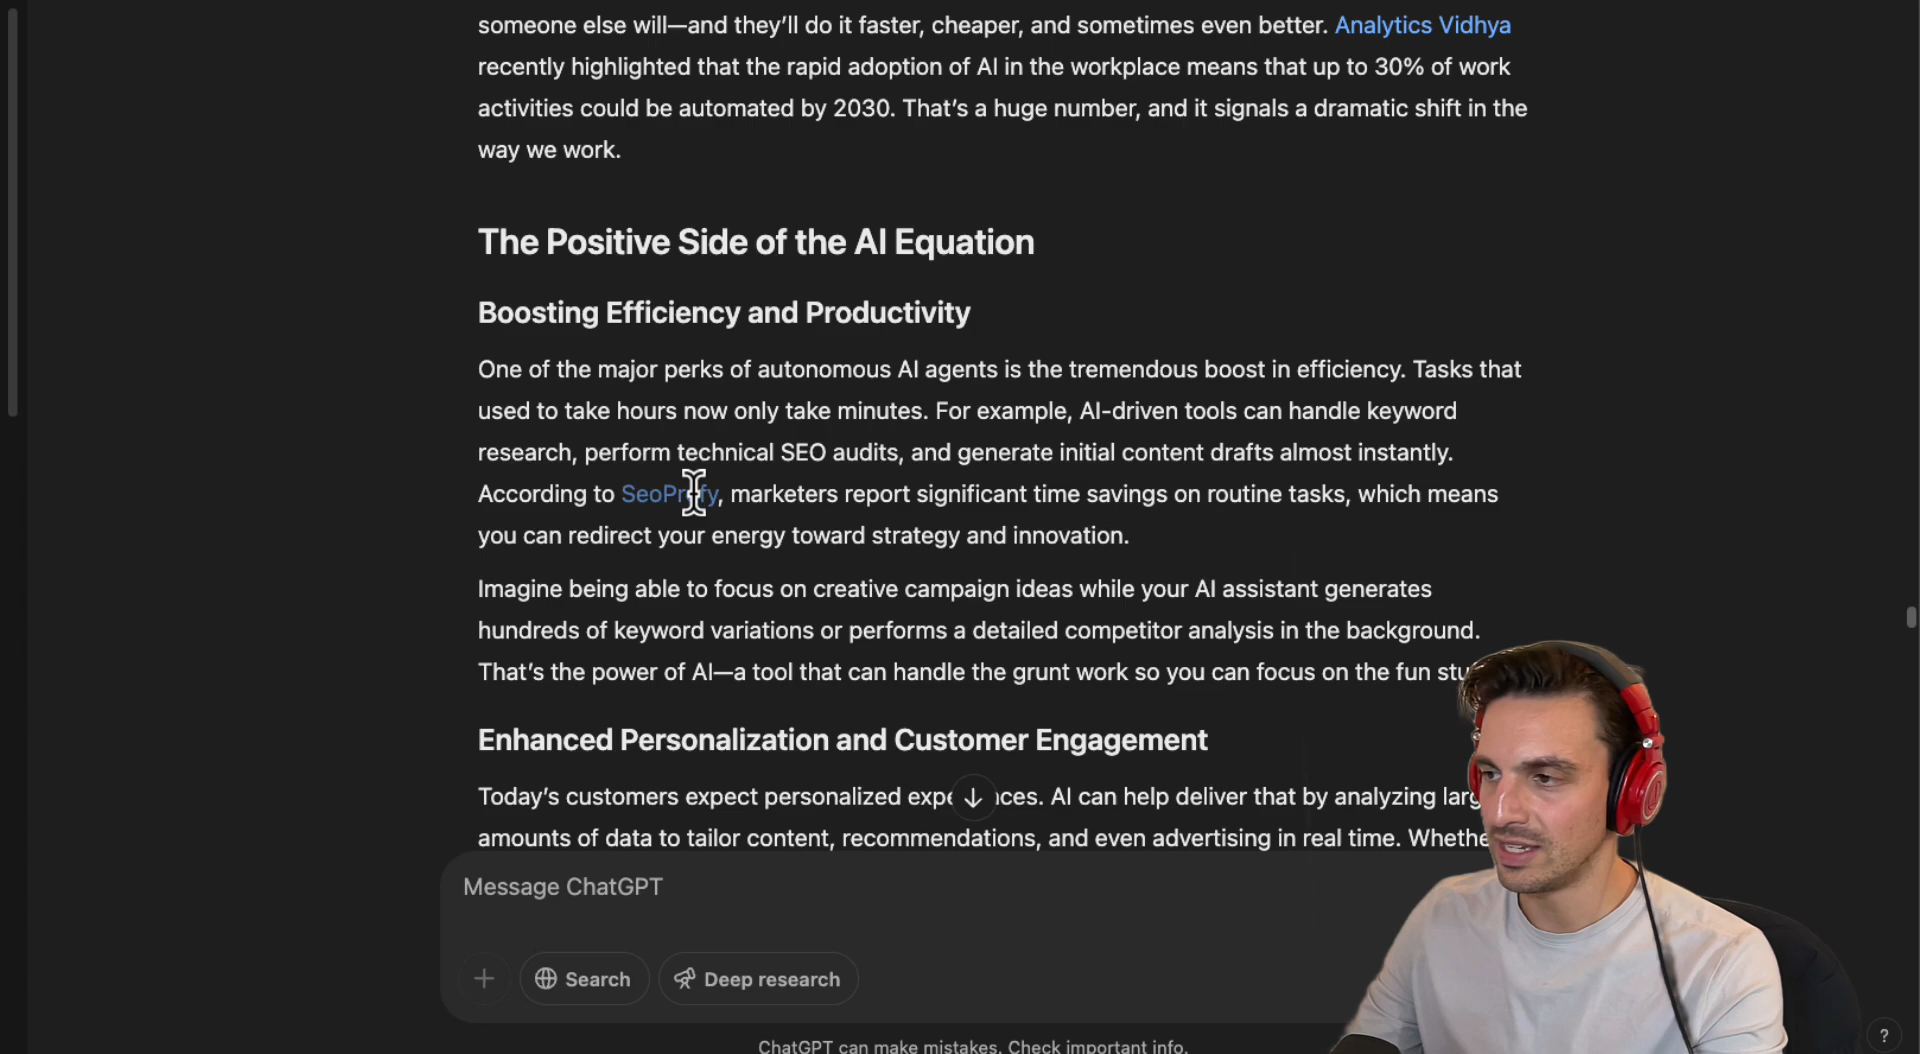 someone else will—and they’ll do it faster, cheaper, and sometimes even better. Analytics Vidhya
recently highlighted that the rapid adoption of AI in the workplace means that up to 30% of work
activities could be automated by 2030. That’s a huge number, and it signals a dramatic shift in the
way we work.
The Positive Side of the AI Equation
Boosting Efficiency and Productivity
One of the major perks of autonomous AI agents is the tremendous boost in efficiency. Tasks that
used to take hours now only take minutes. For example, AI-driven tools can handle keyword
research, perform technical SEO audits, and generate initial content drafts almost instantly.
According to , marketers report significant time savings on routine tasks, which means
you can redirect your energy toward strategy and innovation.
Imagine being able to focus on creative campaign ideas while your AI assistant generates
hundreds of keyword variations or performs a detailed competitor analysis in the background.
That’s the power of AI—a tool that can handle the grunt work so you can focus on the fun
Enhanced Personalization and Customer Engagement
Today’s customers expect personalized AI can help deliver that by analyzing
amounts of data to tailor content, recommendations, and even advertising in real time.
Message ChatGPT
Search
Deep research
ChatGPT can make mistakes. Check important info.
?